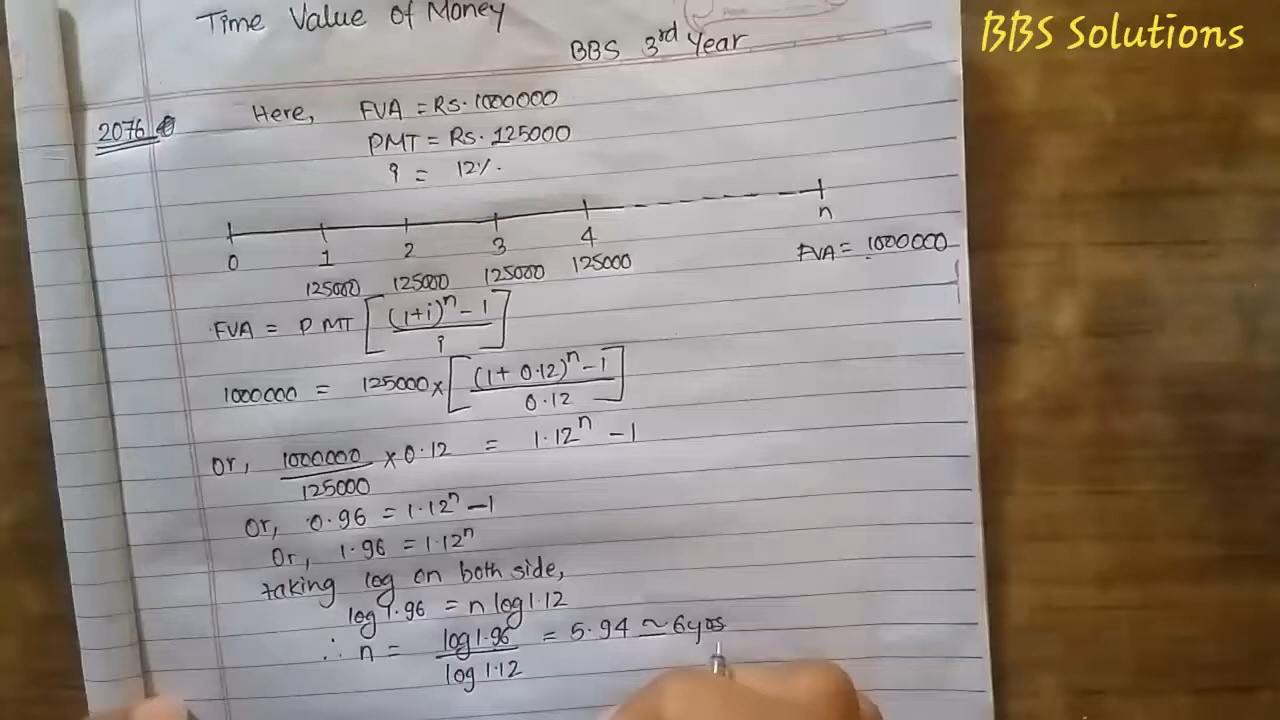 Time Value of Money
BBS Solutions
BBS 3rd Year
2076
Here, FVA = Rs. 1000000
PMT = Rs. 125000
i = 12%.
0 1 2 3 4 n
125000 125000 125000 125000 FVA = 1000000
FVA = PMT [ (1+i)^n - 1 / i ]
1000000 = 125000 × [ (1 + 0.12)^n - 1 / 0.12 ]
Or, 1000000 / 125000 × 0.12 = 1.12^n - 1
Or, 0.96 = 1.12^n - 1
Or, 1.96 = 1.12^n
taking log on both side,
log 1.96 = n log 1.12
∴ n = log 1.96 / log 1.12 = 5.94 ≃ 6yrs